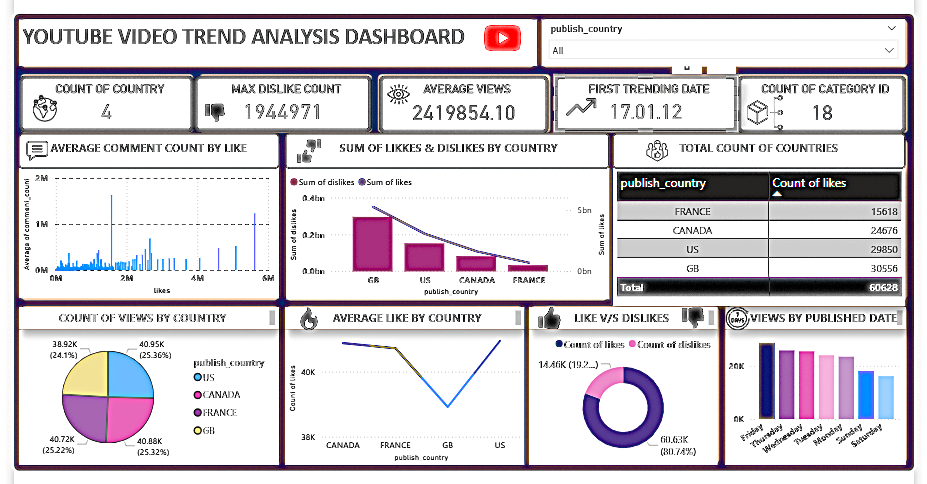 YOUTUBE VIDEO TREND ANALYSIS DASHBOARD
publish_country
All
COUNT OF COUNTRY
4
MAX DISLIKE COUNT
1944971
AVERAGE VIEWS
2419854.10
FIRST TRENDING DATE
17.01.12
COUNT OF CATEGORY ID
18
AVERAGE COMMENT COUNT BY LIKE
Average of comment_count
2M
1M
0M
0M
2M
4M
6M
likes
SUM OF LIKKES & DISLIKES BY COUNTRY
Sum of dislikes
Sum of likes
Sum of dislikes
0.4bn
0.2bn
0.0bn
5bn
0bn
Sum of likes
GB
US
CANADA
FRANCE
publish_country
TOTAL COUNT OF COUNTRIES
publish_country Count of likes
FRANCE 15618
CANADA 24676
US 29850
GB 30556
Total 60628
COUNT OF VIEWS BY COUNTRY
38.92K
(24.1%)
40.95K
(25.36%)
40.72K
(25.22%)
40.88K
(25.32%)
publish_country
US
CANADA
FRANCE
GB
AVERAGE LIKE BY COUNTRY
Count of likes
40K
38K
CANADA
FRANCE
GB
US
publish_country
LIKE V/S DISLIKES
Count of likes
Count of dislikes
14.46K (19.2...)
60.63K
(80.74%)
7
DAYS
VIEWS BY PUBLISHED DATE
20K
0K
Friday
Thursday
Wednesday
Tuesday
Monday
Sunday
Saturday